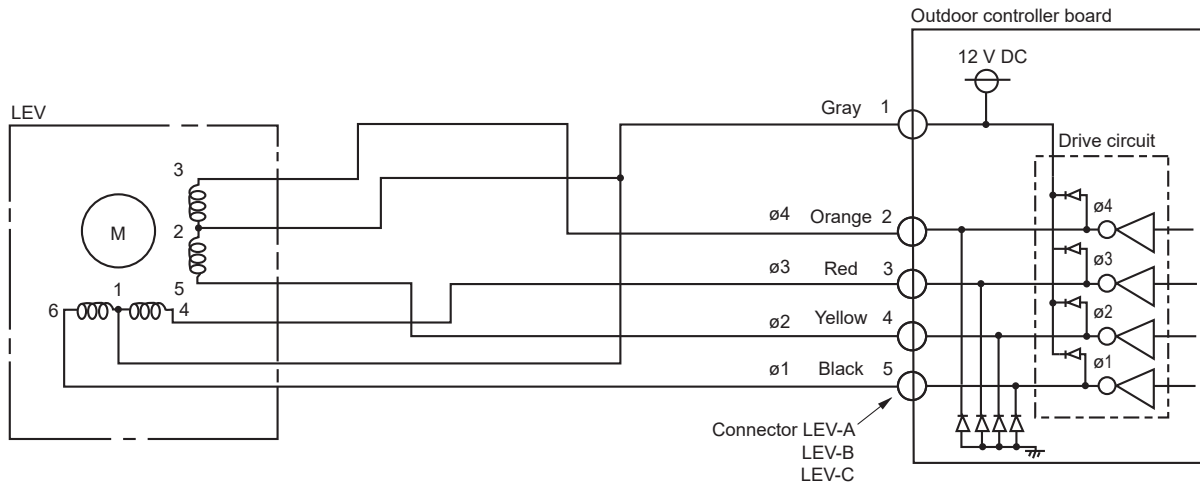 Outdoor controller board
12 V DC
LEV
Gray 1
Drive circuit
3
M
2
5
1
6
4
ø4 Orange 2
ø3 Red 3
ø2 Yellow 4
ø1 Black 5
ø4
ø3
ø2
ø1
Connector LEV-A
LEV-B
LEV-C